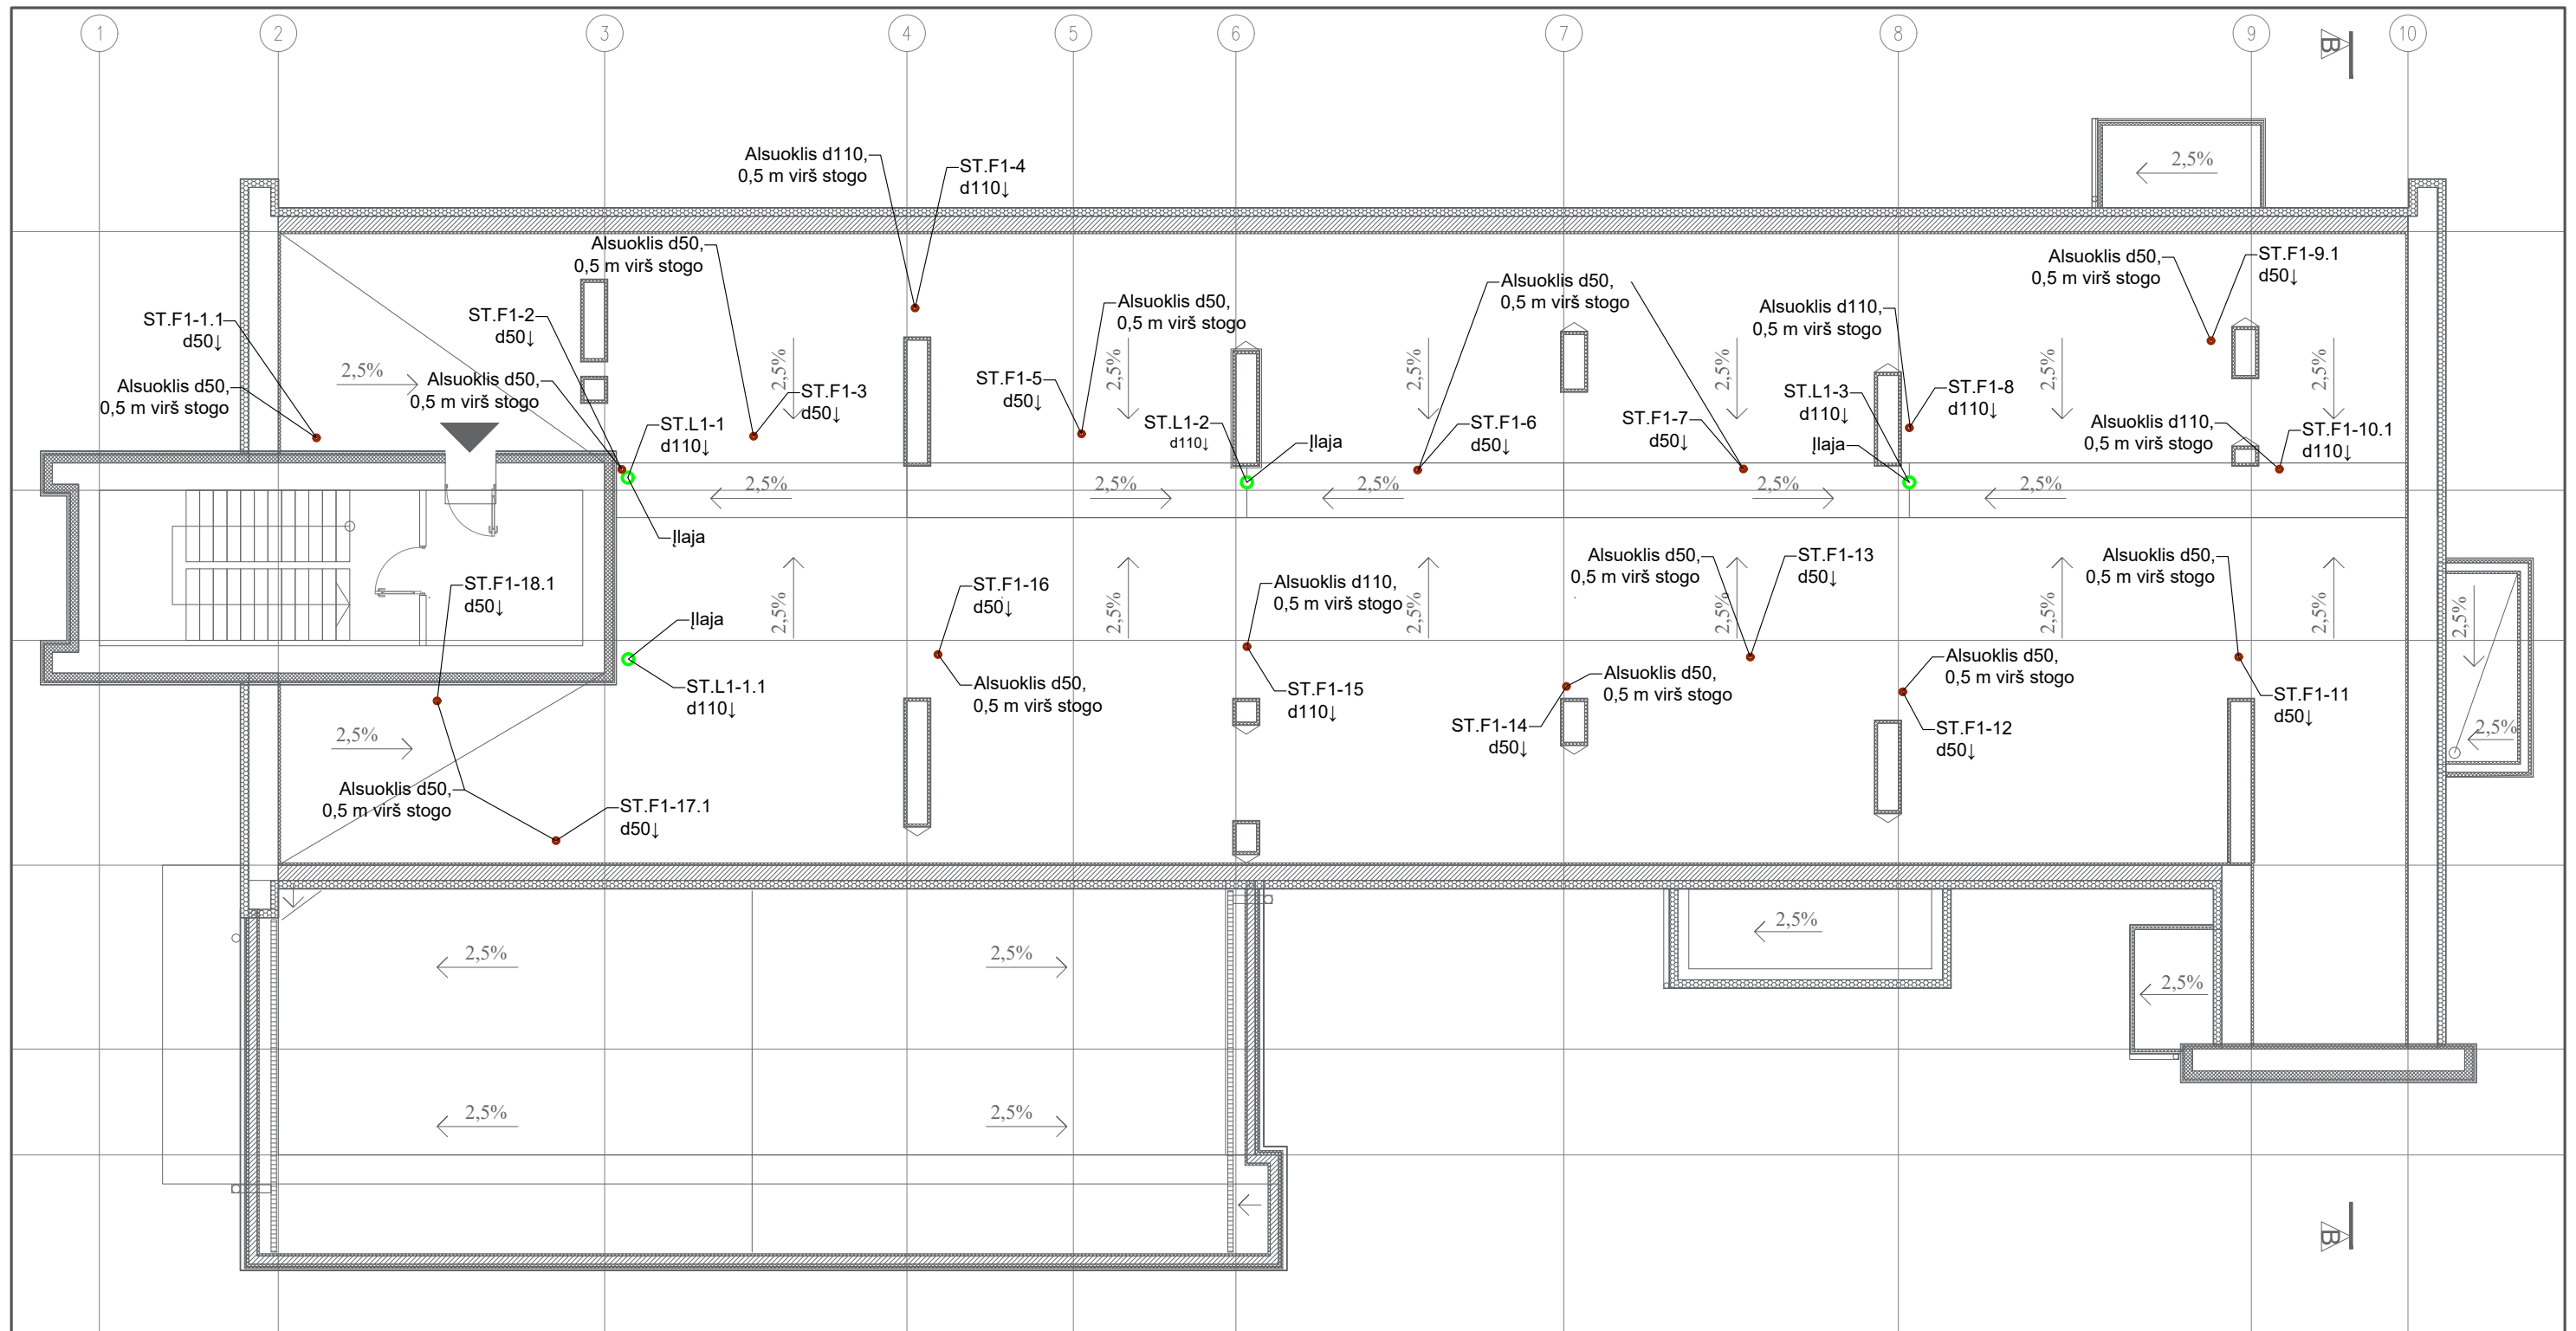 1
2
3
4
5
6
7
8
9
10
B
2,5%
Alsuoklis d110,
0,5 m virš stogo
ST.F1-4
d110↓
Alsuoklis d50,
0,5 m virš stogo
Alsuoklis d50,
0,5 m virš stogo
ST.F1-9.1
d50↓
Alsuoklis d50,
0,5 m virš stogo
Alsuoklis d50,
0,5 m virš stogo
Alsuoklis d110,
0,5 m virš stogo
ST.F1-1.1
d50↓
ST.F1-2
d50↓
Alsuoklis d50,
0,5 m virš stogo
2,5%
Alsuoklis d50,
0,5 m virš stogo
2,5%
ST.F1-3
d50↓
ST.F1-5
d50↓
2,5%
2,5%
2,5%
ST.L1-3
d110↓
Įlaja
ST.F1-8
d110↓
2,5%
2,5%
ST.L1-1
d110↓
ST.L1-2
d110↓
Įlaja
ST.F1-6
d50↓
ST.F1-7
d50↓
Alsuoklis d110,
0,5 m virš stogo
ST.F1-10.1
d110↓
2,5%
2,5%
2,5%
2,5%
2,5%
Įlaja
ST.F1-18.1
d50↓
Įlaja
2,5%
ST.F1-16
d50↓
2,5%
Alsuoklis d110,
0,5 m virš stogo
2,5%
Alsuoklis d50,
0,5 m virš stogo
2,5%
ST.F1-13
d50↓
2,5%
Alsuoklis d50,
0,5 m virš stogo
2,5%
2,5%
ST.L1-1.1
d110↓
Alsuoklis d50,
0,5 m virš stogo
ST.F1-15
d110↓
Alsuoklis d50,
0,5 m virš stogo
ST.F1-14
d50↓
Alsuoklis d50,
0,5 m virš stogo
ST.F1-12
d50↓
ST.F1-11
d50↓
2,5%
2,5%
Alsuoklis d50,
0,5 m virš stogo
ST.F1-17.1
d50↓
2,5%
2,5%
2,5%
2,5%
2,5%
2,5%
B